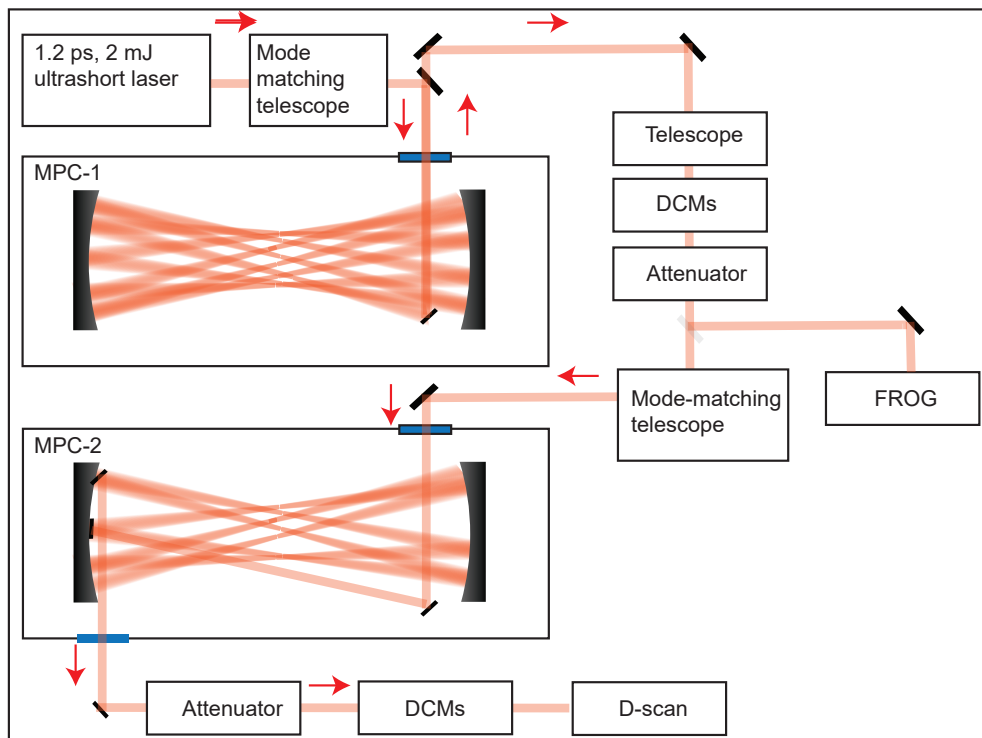 1.2 ps, 2 mJ
ultrashort laser
Mode
matching
telescope
MPC-1
Telescope
DCMs
Attenuator
Mode-matching
telescope
FROG
MPC-2
Attenuator
DCMs
D-scan